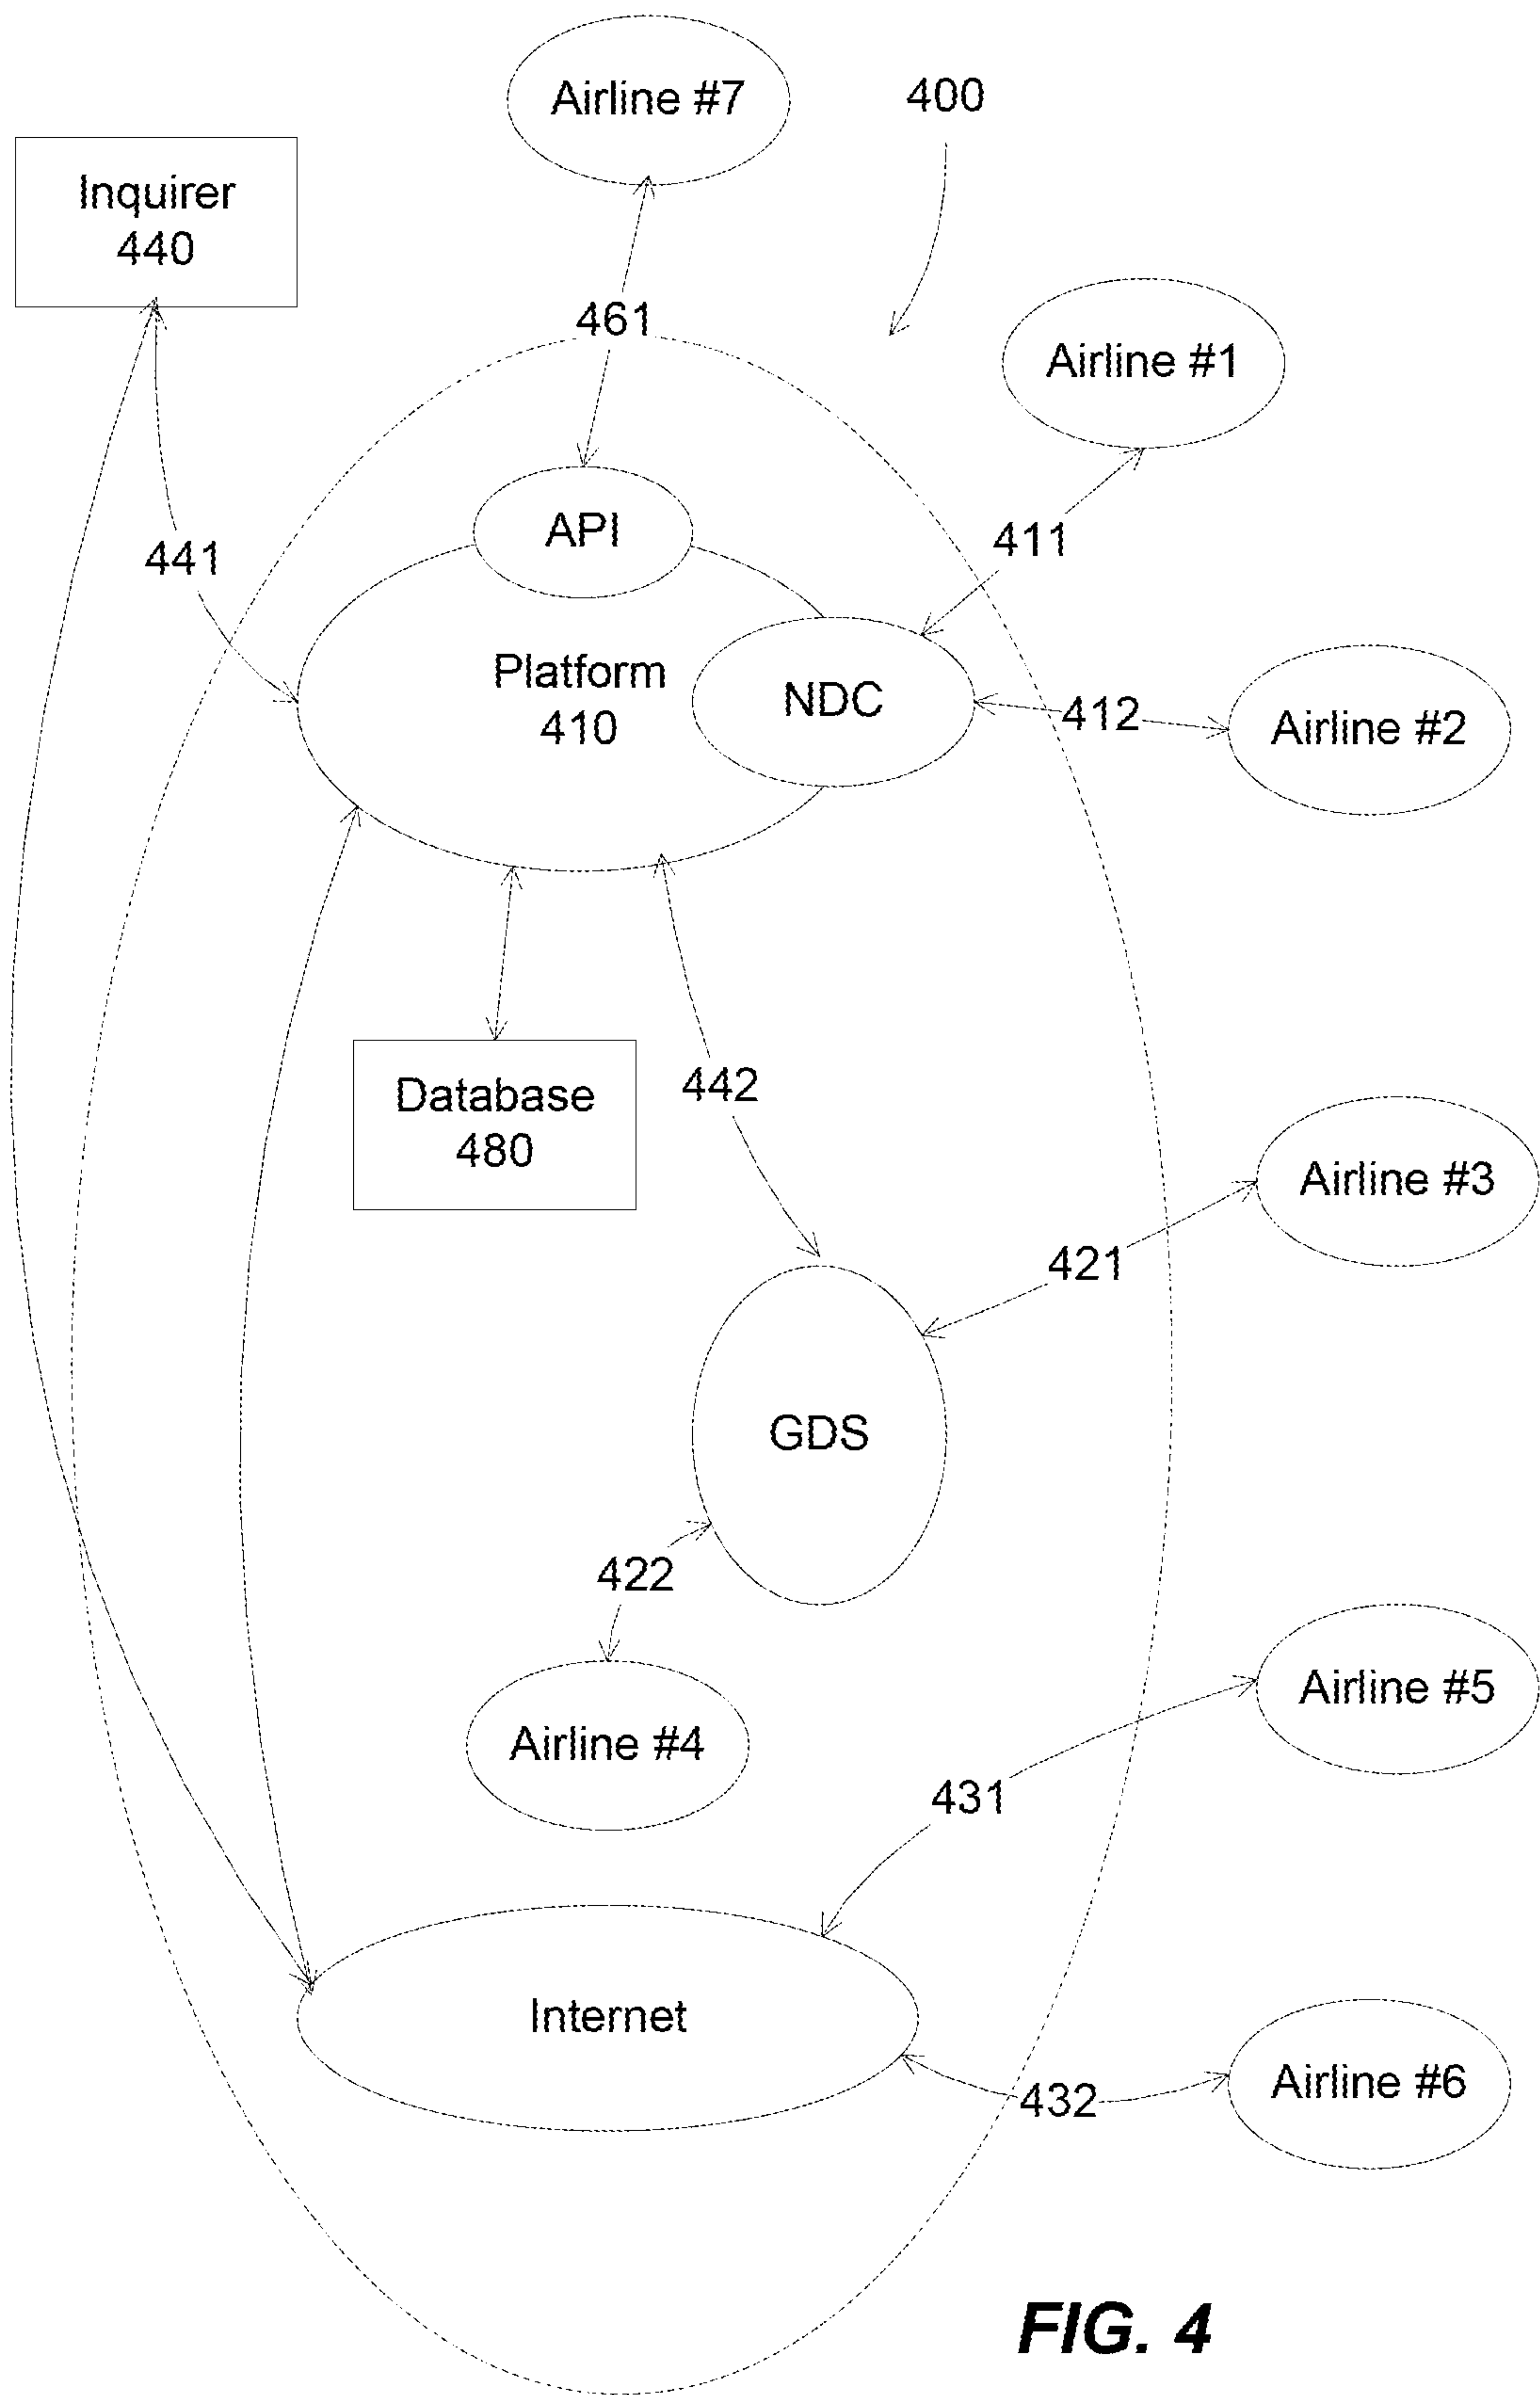 Airline #7
400
Inquirer
440
461
Airline #1
API
411
441
Platform
410
NDC
412
Airline #2
Database
480
442
Airline #3
421
GDS
422
Airline #5
Airline #4
431
Internet
Airline #6
432
FIG. 4